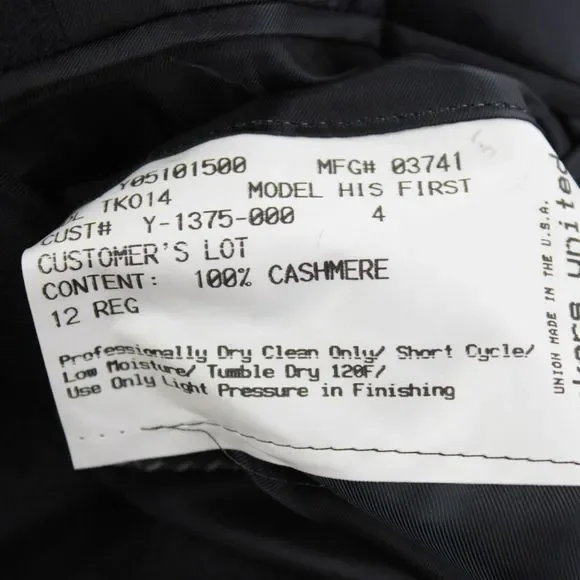 Y05101500 MFG# 03741
TK014 MODEL HIS FIRST
CUST# Y-1375-000 4
CUSTOMER'S LOT
CONTENT: 100% CASHMERE
12 REG
Professionally Dry Clean Only/ Short Cycle/
Low Moisture/ Tumble Dry 120F/
Use Only Light Pressure in Finishing
UNION MADE IN THE U.S.A.
united